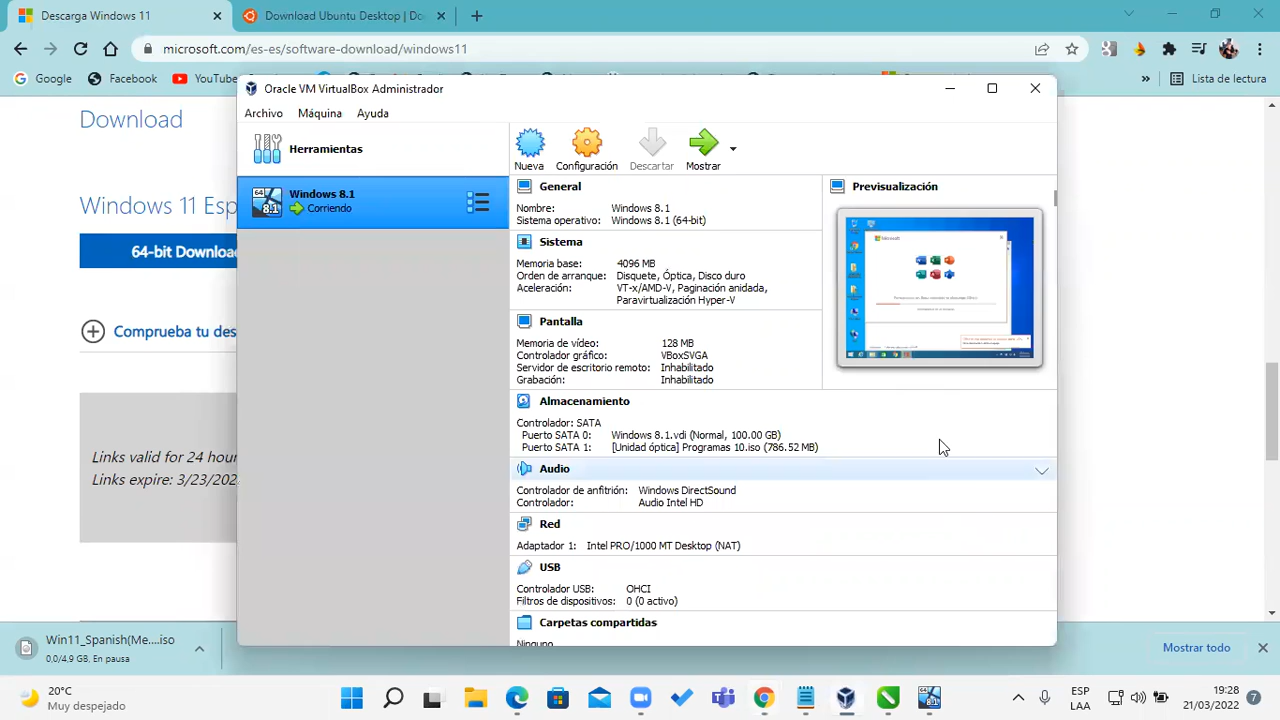 Descarga Windows 11
Download Ubuntu Desktop | Do
microsoft.com/es-es/software-download/windows11
Google
Facebook
YouTube
Lista de lectura
Download
Windows 11 Esp
64-bit Downloa
Comprueba tu des
Links valid for 24 hour
Links expire: 3/23/202
Oracle VM VirtualBox Administrador
Archivo Máquina Ayuda
Herramientas
64
8.1
Windows 8.1
Corriendo
Nueva
Configuración
Descartar
Mostrar
General
Nombre: Windows 8.1
Sistema operativo: Windows 8.1 (64-bit)
Sistema
Memoria base: 4096 MB
Orden de arranque: Disquete, Óptica, Disco duro
Aceleración: VT-x/AMD-V, Paginación anidada,
Paravirtualización Hyper-V
Pantalla
Memoria de vídeo: 128 MB
Controlador gráfico: VBoxSVGA
Servidor de escritorio remoto: Inhabilitado
Grabación: Inhabilitado
Previsualización
Microsoft
Almacenamiento
Controlador: SATA
Puerto SATA 0: Windows 8.1.vdi (Normal, 100.00 GB)
Puerto SATA 1: [Unidad óptica] Programas 10.iso (786.52 MB)
Audio
Controlador de anfitrión: Windows DirectSound
Controlador: Audio Intel HD
Red
Adaptador 1: Intel PRO/1000 MT Desktop (NAT)
USB
Controlador USB: OHCI
Filtros de dispositivos: 0 (0 activo)
Carpetas compartidas
Ninguno
Win11_Spanish(Me....iso
0,0/4.9 GB, En pausa
Mostrar todo
20°C
Muy despejado
ESP
LAA
19:28
21/03/2022
7